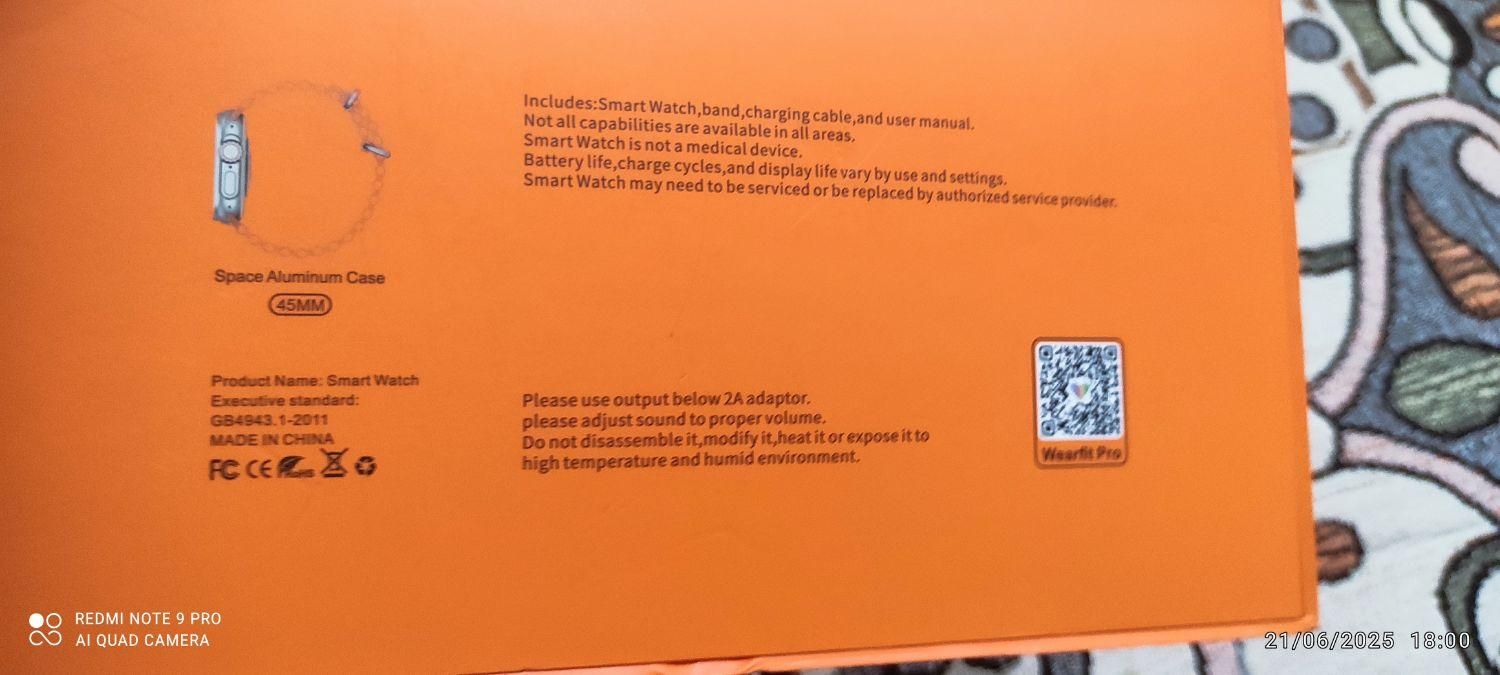 Includes:Smart Watch,band,charging cable,and user manual.
Not all capabilities are available in all areas.
Smart Watch is not a medical device.
Battery life,charge cycles,and display life vary by use and settings.
Smart Watch may need to be serviced or be replaced by authorized service provider.
Space Aluminum Case
45MM
Product Name: Smart Watch
Executive standard:
GB4943.1-2011
MADE IN CHINA
FC CE RoHS
Please use output below 2A adaptor.
please adjust sound to proper volume.
Do not disassemble it,modify it,heat it or expose it to
high temperature and humid environment.
Wearfit Pro
REDMI NOTE 9 PRO
AI QUAD CAMERA
21/06/2025 18:00